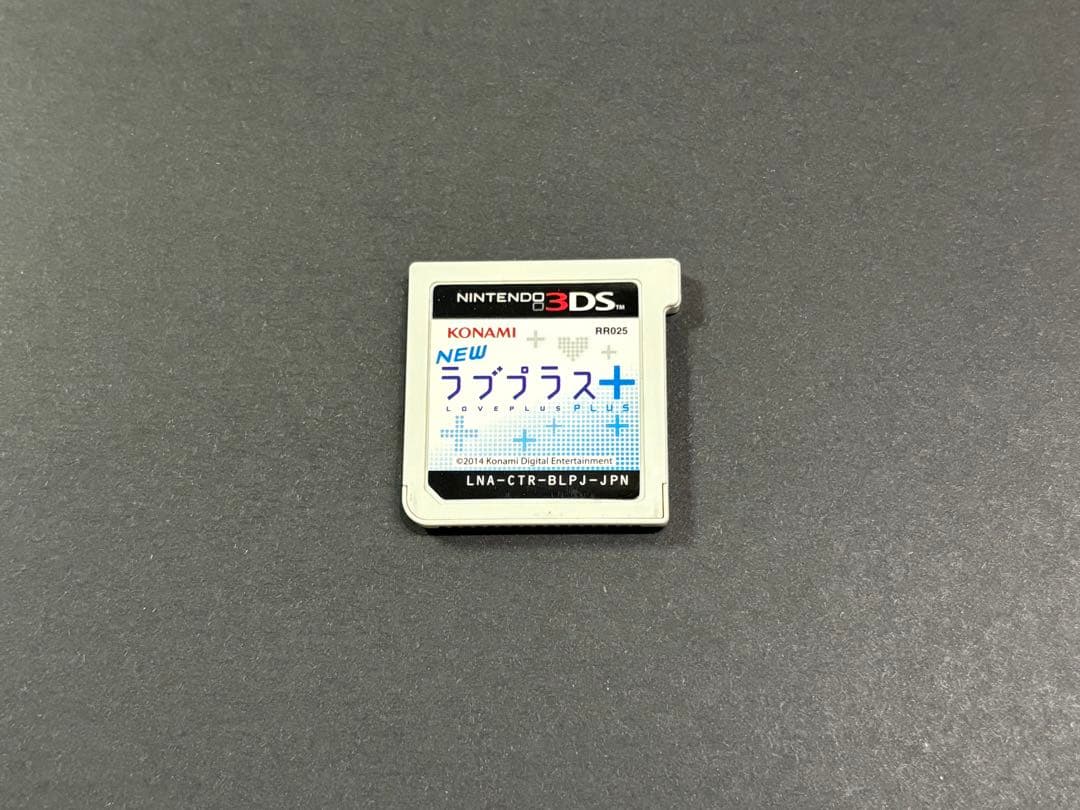 NINTENDO 3DS™
KONAMI RR025
NEW
ラブプラス+
LOVEPLUS PLUS
©2014 Konami Digital Entertainment
LNA-CTR-BLPJ-JPN